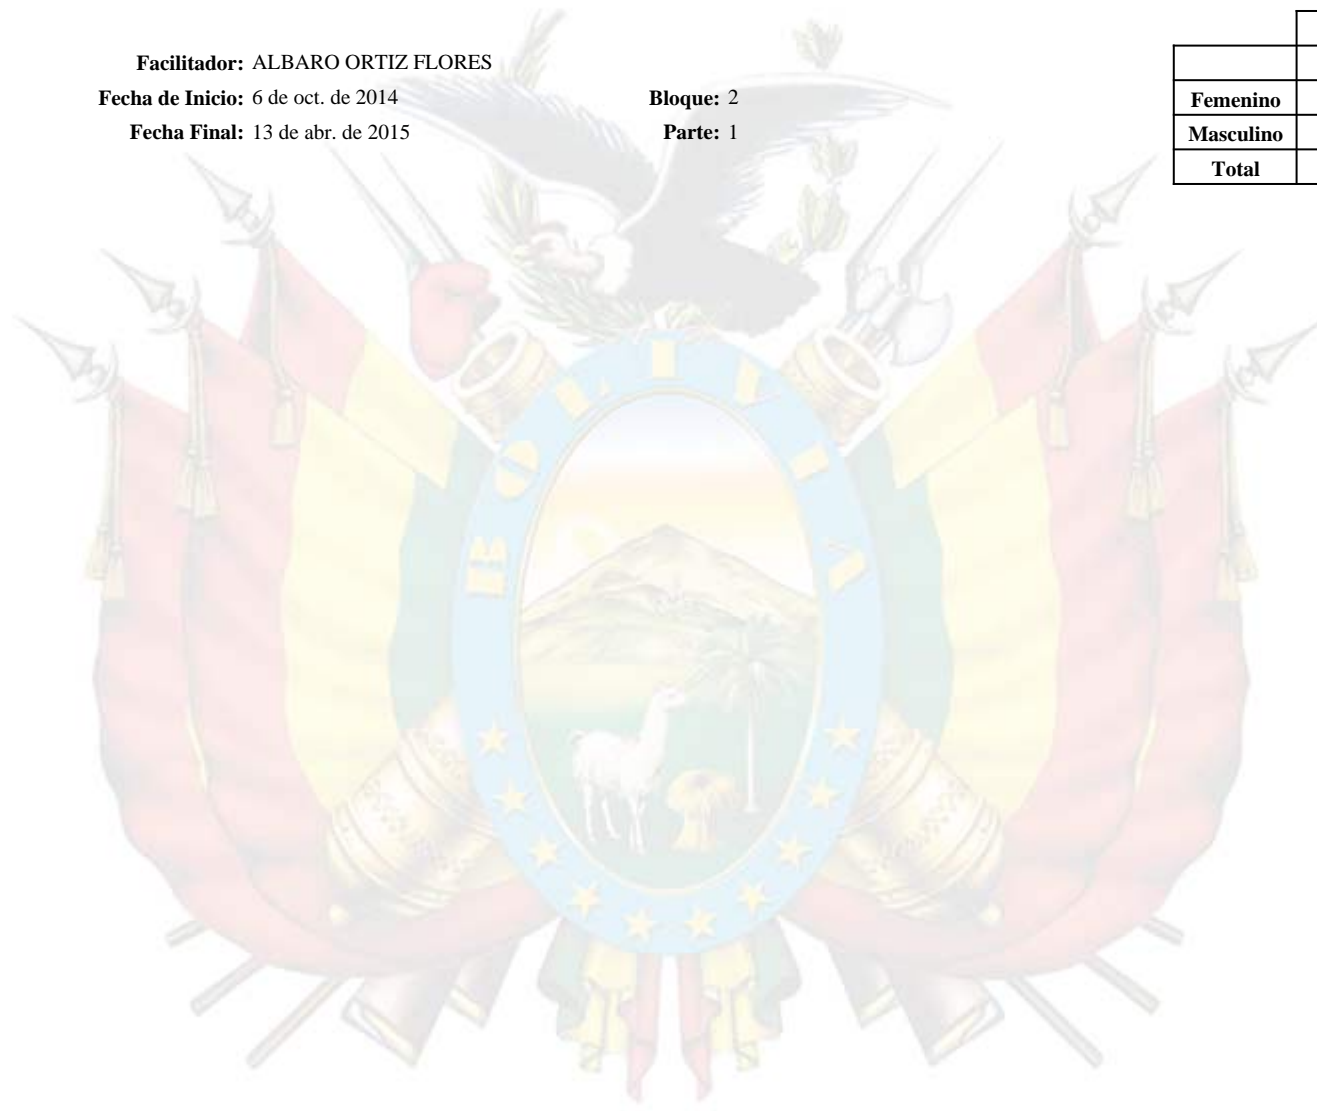 Facilitador: ALBARO ORTIZ FLORES
Fecha de Inicio: 6 de oct. de 2014 Bloque: 2
Fecha Final: 13 de abr. de 2015 Parte: 1
Femenino
Masculino
Total
BOLIVIA